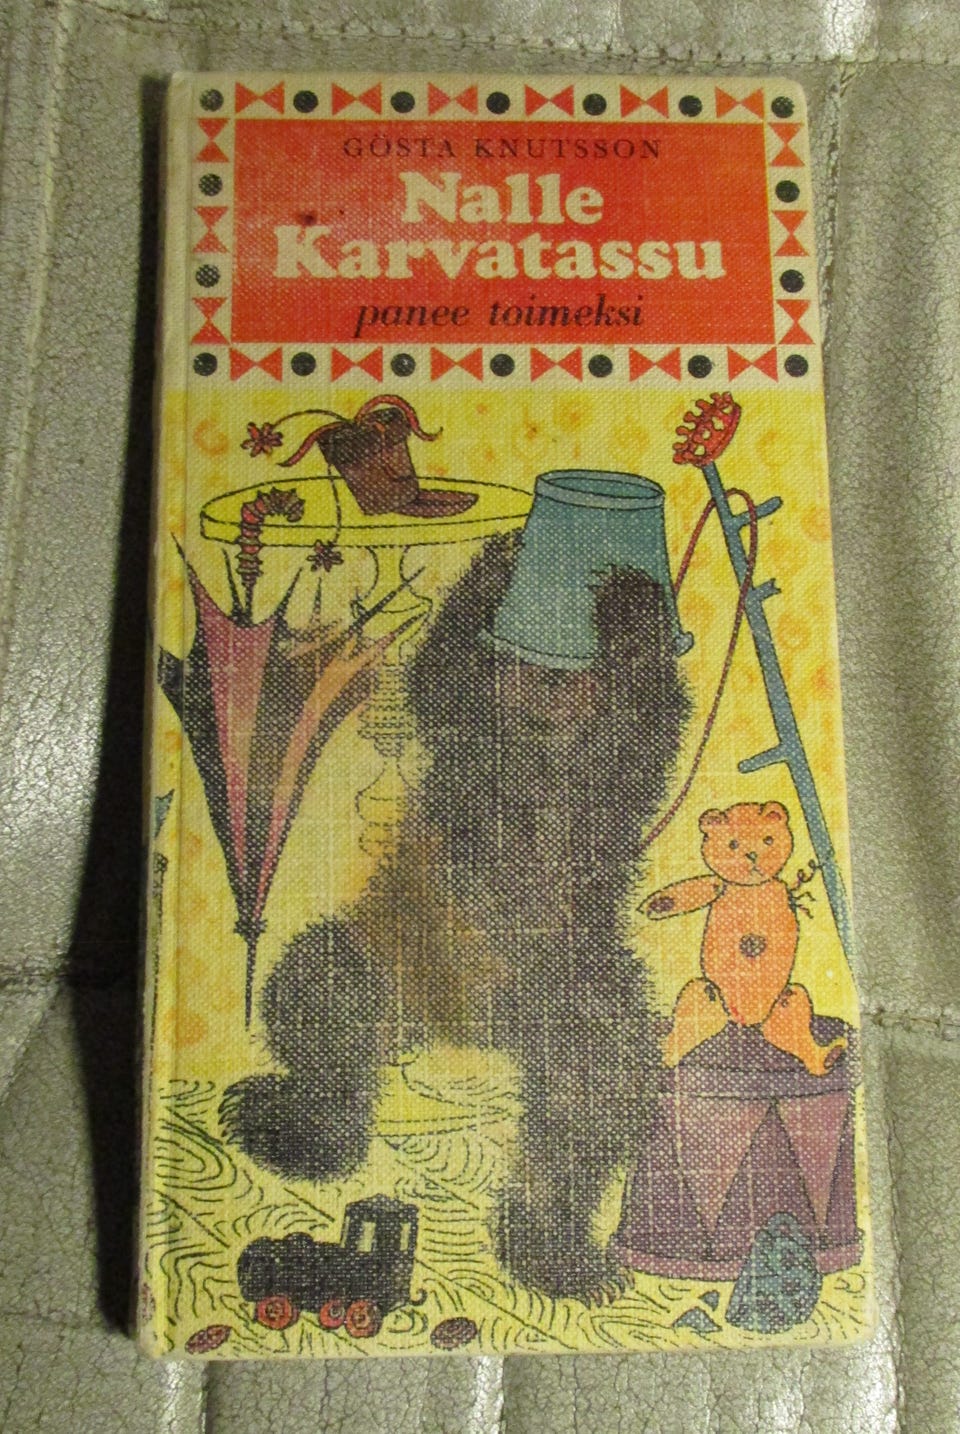 GÖSTA KNUTSSON
Nalle
Karvatassu
panee toimeksi